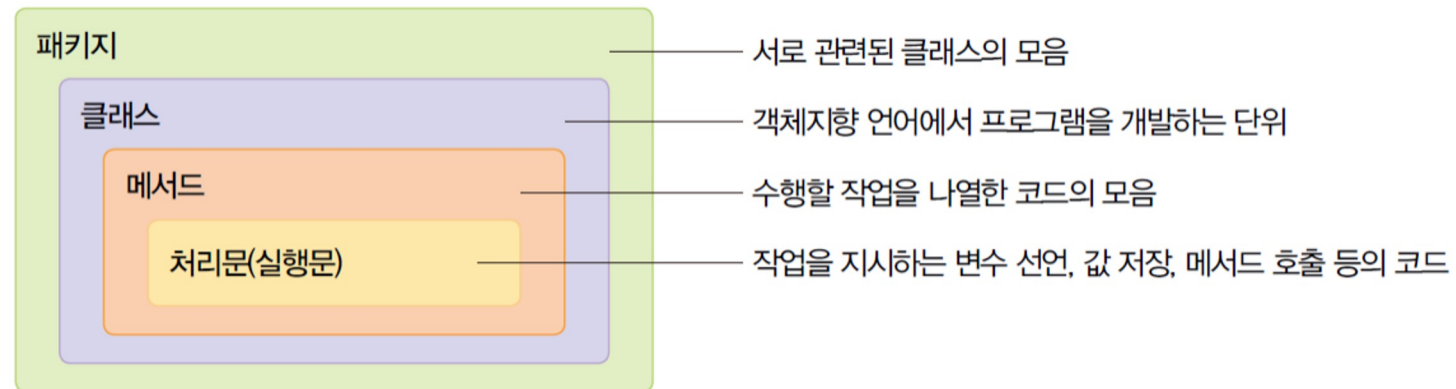 패키지
서로 관련된 클래스의 모음
클래스
객체지향 언어에서 프로그램을 개발하는 단위
메서드
수행할 작업을 나열한 코드의 모음
처리문(실행문)
작업을 지시하는 변수 선언, 값 저장, 메서드 호출 등의 코드